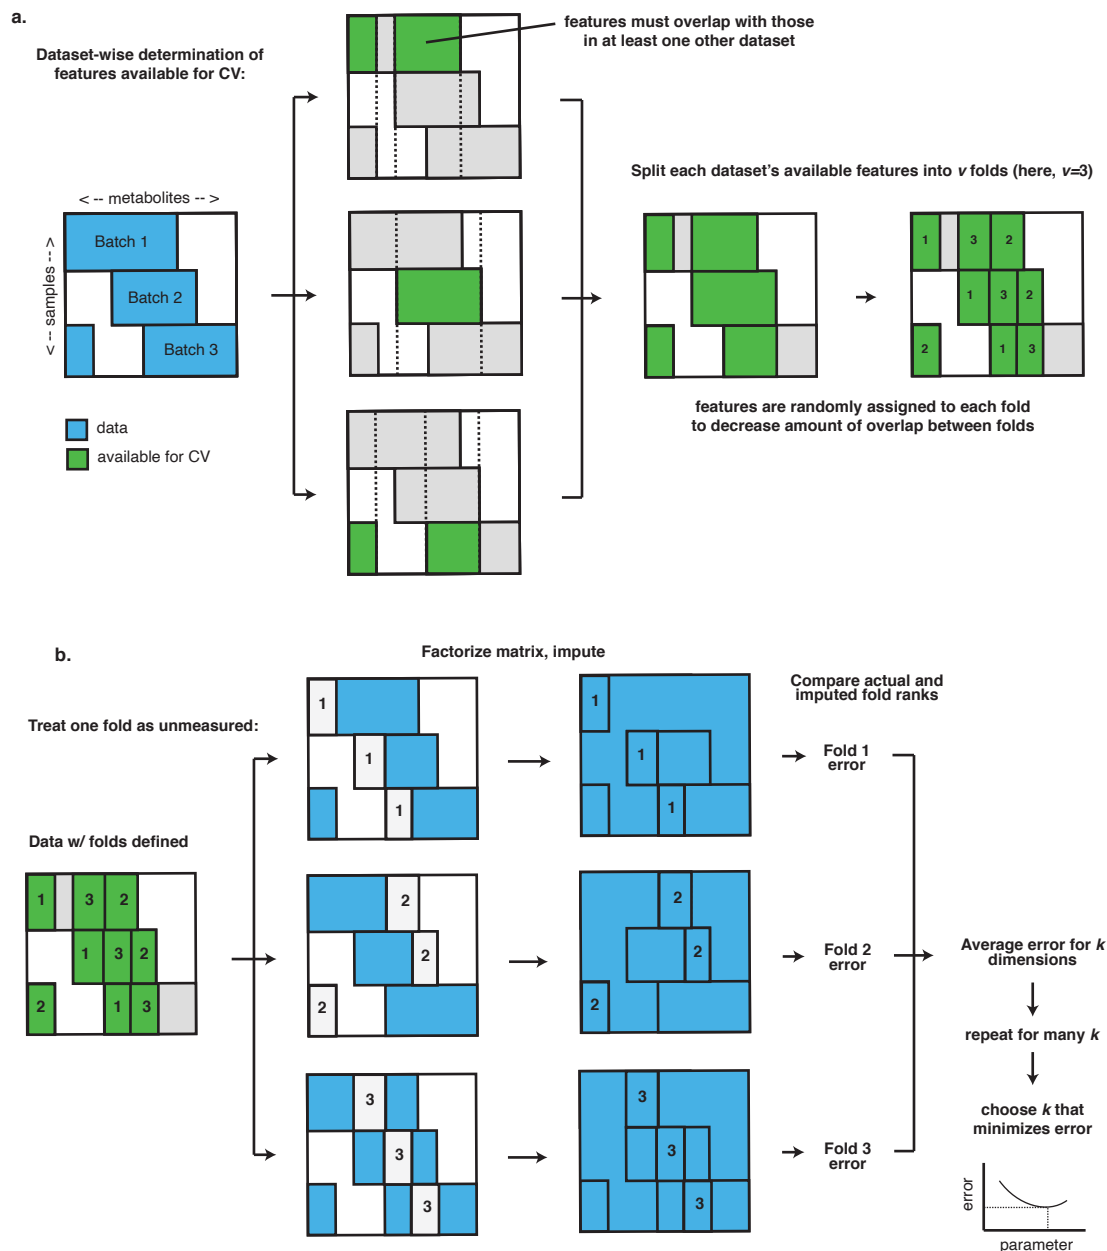 a.
Dataset-wise determination of
features available for CV:
features must overlap with those
in at least one other dataset
< -- metabolites -- >
< -- samples -- >
Batch 1
Batch 2
Batch 3
data
available for CV
Split each dataset's available features into v folds (here, v=3)
1
3
2
1
3
2
2
1
3
features are randomly assigned to each fold
to decrease amount of overlap between folds
b.
Factorize matrix, impute
Treat one fold as unmeasured:
Compare actual and
imputed fold ranks
Data w/ folds defined
1
3
2
1
3
2
2
1
3
1
1
1
1
1
1
Fold 1
error
2
2
2
2
2
2
Fold 2
error
3
3
3
3
3
3
Fold 3
error
Average error for k
dimensions
repeat for many k
choose k that
minimizes error
error
parameter